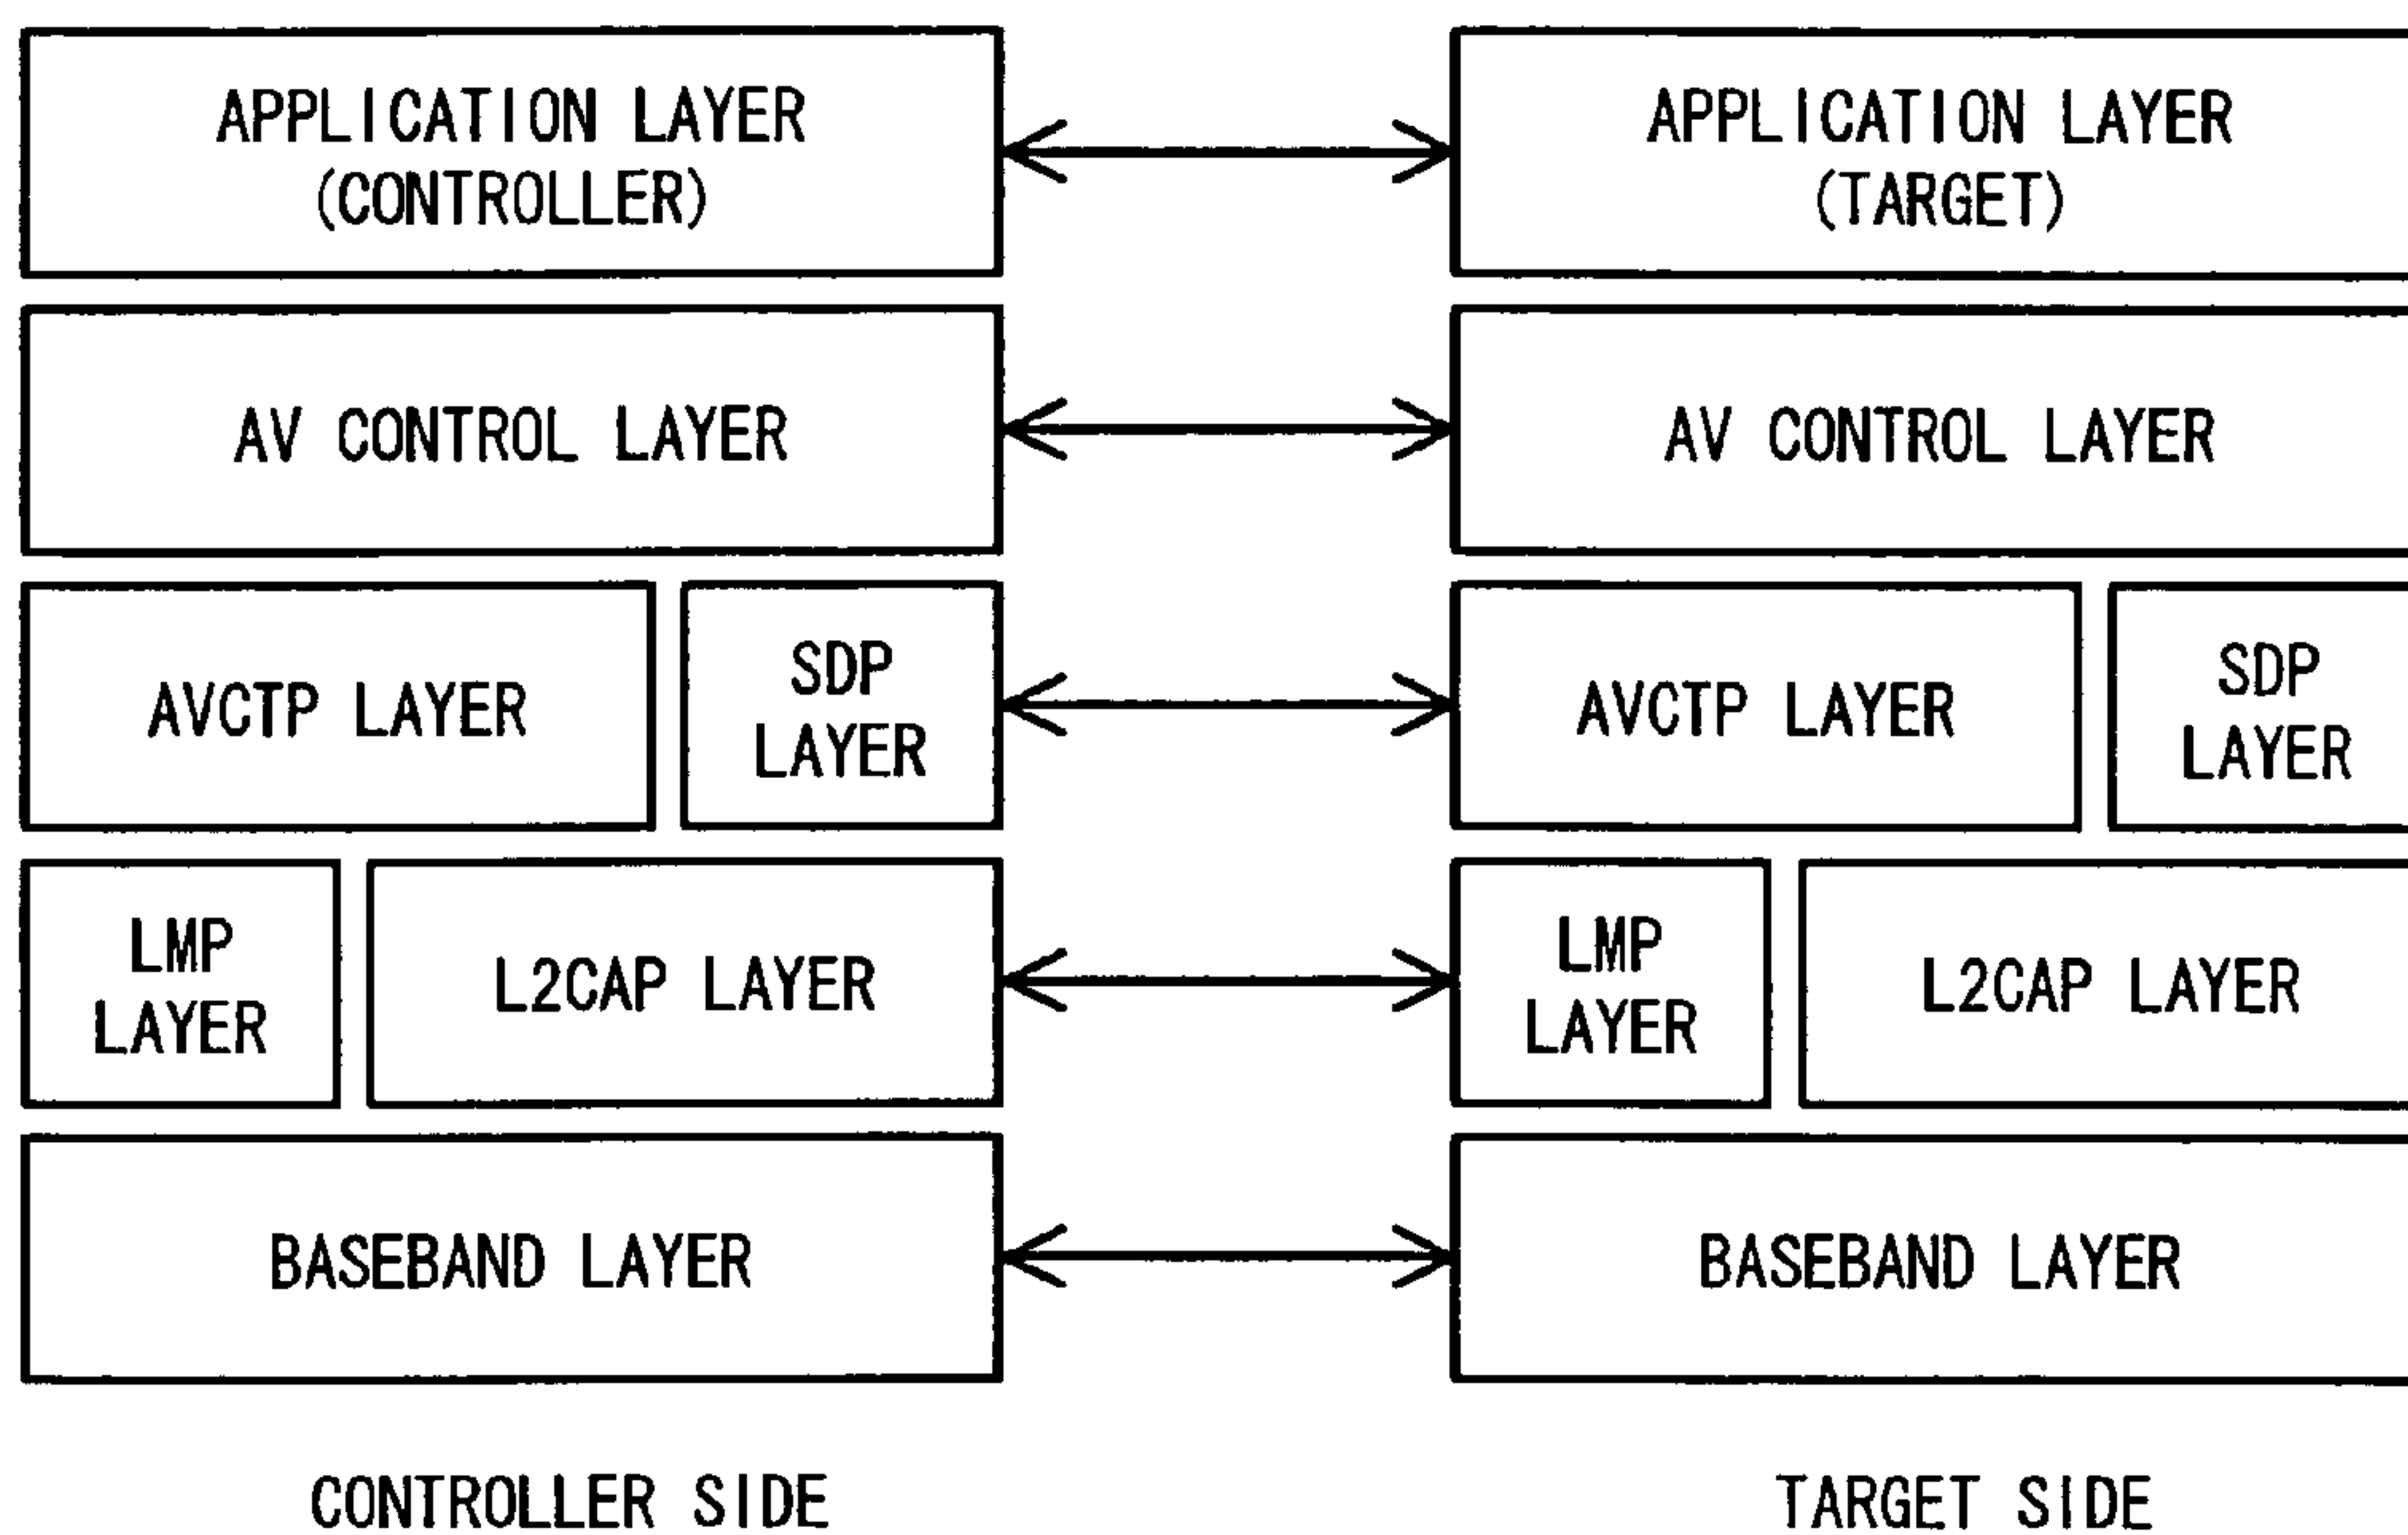 APPLICATION LAYER
(CONTROLLER)
APPLICATION LAYER
(TARGET)
AV CONTROL LAYER
AV CONTROL LAYER
AVCTP LAYER
SDP
LAYER
AVCTP LAYER
SDP
LAYER
LMP
LAYER
L2CAP LAYER
LMP
LAYER
L2CAP LAYER
BASEBAND LAYER
BASEBAND LAYER
CONTROLLER SIDE
TARGET SIDE